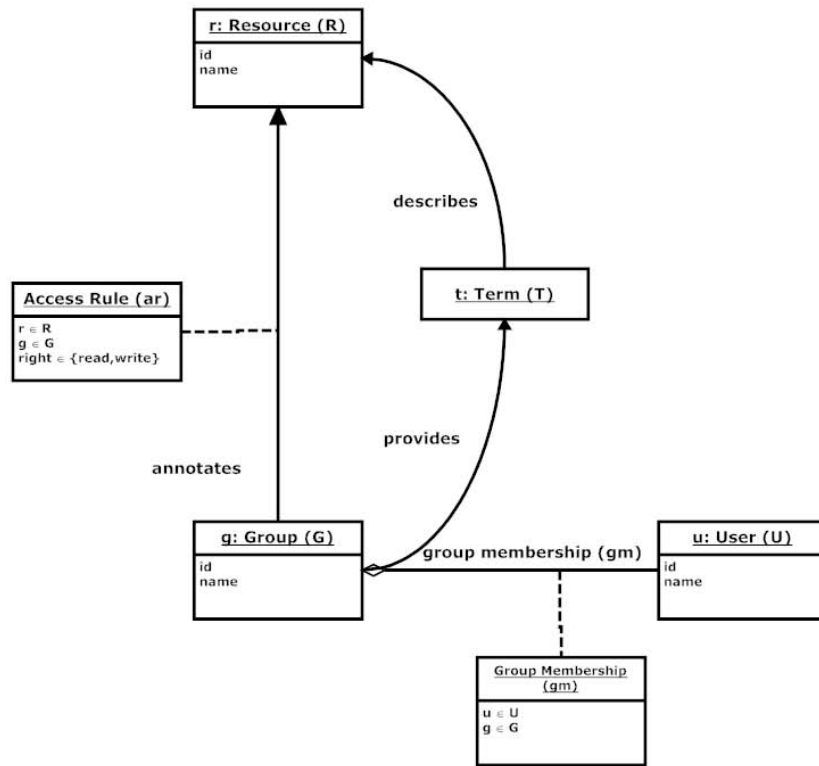 r: Resource (R)
id
name
describes
t: Term (T)
Access Rule (ar)
r ∈ R
g ∈ G
right ∈ {read,write}
provides
annotates
g: Group (G)
id
name
group membership (gm)
u: User (U)
id
name
Group Membership
(gm)
u ∈ U
g ∈ G